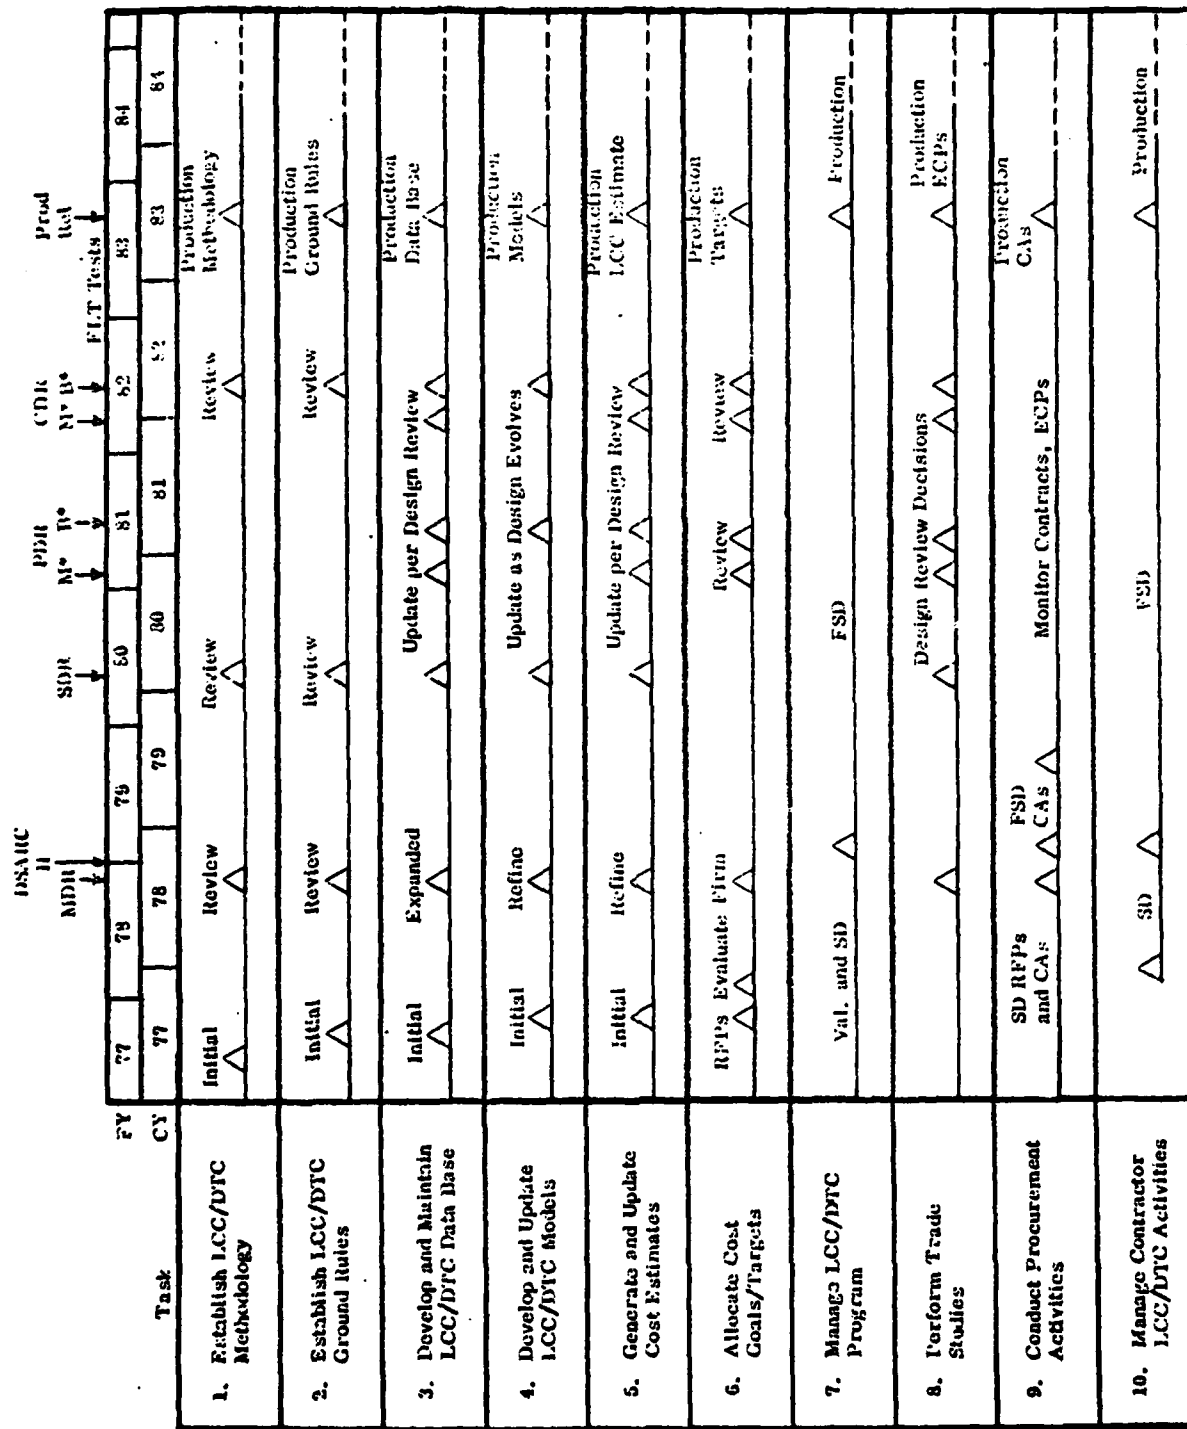 DSARC
II
MDR
SDR
PDR
M* B*
CDR
M* B*
FLT Tests
Prod
Rel
FY 77 78 79 80 81 82 83 84
CY 77 78 79 80 81 82 83 84
Task
1. Establish LCC/DTC
Methodology
Initial Review Review Review Production
Methodology
2. Establish LCC/DTC
Ground Rules
Initial Review Review Review Production
Ground Rules
3. Develop and Maintain
LCC/DTC Data Base
Initial Expanded Update per Design Review Production
Data Base
4. Develop and Update
LCC/DTC Models
Initial Refine Update as Design Evolves Production
Models
5. Generate and Update
Cost Estimates
Initial Refine Update per Design Review Production
LCC Estimate
6. Allocate Cost
Goals/Targets
RFPs Evaluate Firm Review Review Production
Targets
7. Manage LCC/DTC
Program
Val. and SD FSD Production
8. Perform Trade
Studies
Design Review Decisions Production
ECPs
9. Conduct Procurement
Activities
SD RFPs
and CAs
FSD
CAs
Monitor Contracts, ECPs
Production
CAs
10. Manage Contractor
LCC/DTC Activities
SD FSD Production